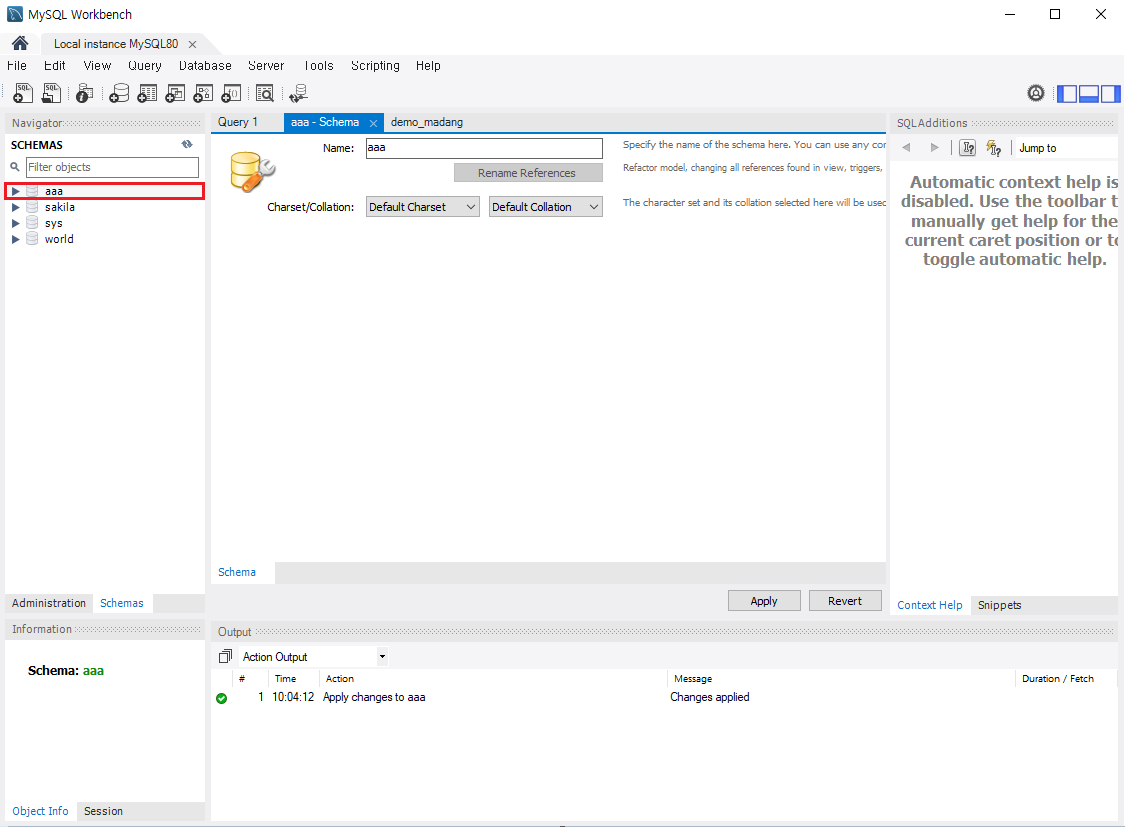 MySQL Workbench
Local instance MySQL80
File Edit View Query Database Server Tools Scripting Help
Navigator
SCHEMAS
Filter objects
aaa
sakila
sys
world
Administration Schemas
Information
Schema: aaa
Object Info Session
Query 1 aaa - Schema demo_madang
Name: aaa
Specify the name of the schema here. You can use any cor
Rename References
Refactor model, changing all references found in view, triggers,
Charset/Collation: Default Charset Default Collation
The character set and its collation selected here will be used
Schema
Apply Revert
SQLAdditions
Jump to
Automatic context help is
disabled. Use the toolbar t
manually get help for the
current caret position or to
toggle automatic help.
Context Help Snippets
Output
Action Output
# Time Action Message Duration / Fetch
1 10:04:12 Apply changes to aaa Changes applied